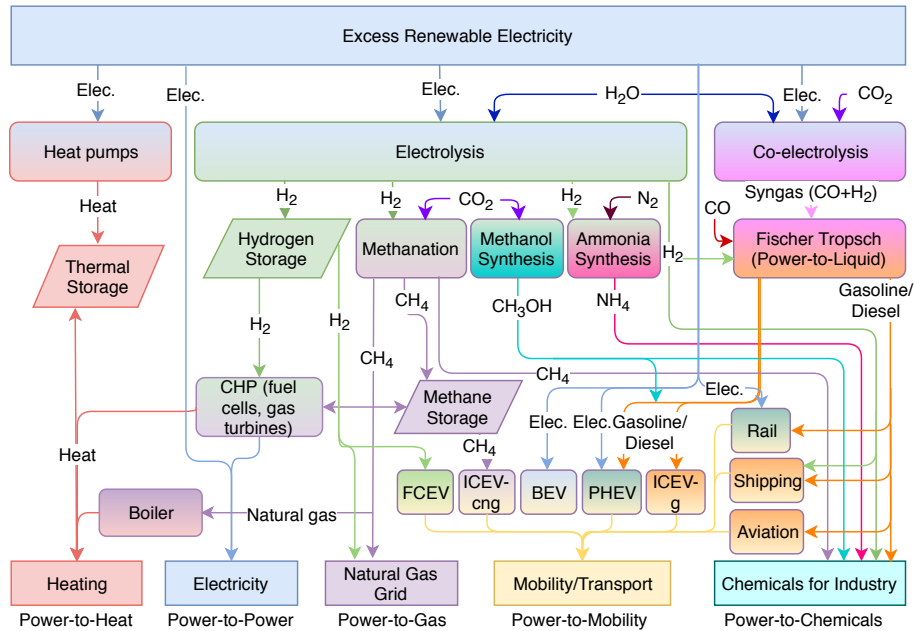 Excess Renewable Electricity
Elec.
Elec.
Elec.
H₂O
Elec.
CO₂
Heat pumps
Electrolysis
Co-electrolysis
Heat
H₂
H₂
CO₂
H₂
N₂
Syngas (CO+H₂)
CO
Hydrogen
Storage
Methanation
Methanol
Synthesis
Ammonia
Synthesis
H₂
Fischer Tropsch
(Power-to-Liquid)
Thermal
Storage
Gasoline/
Diesel
H₂
H₂
CH₄
CH₃OH
NH₄
CH₄
CH₄
CHP (fuel
cells, gas
turbines)
Methane
Storage
Elec.
Elec.
Elec.
Gasoline/
Diesel
Rail
Heat
CH₄
FCEV
ICEV-
cng
BEV
PHEV
ICEV-
g
Shipping
Boiler
Natural gas
Aviation
Heating
Electricity
Natural Gas
Grid
Mobility/Transport
Chemicals for Industry
Power-to-Heat
Power-to-Power
Power-to-Gas
Power-to-Mobility
Power-to-Chemicals